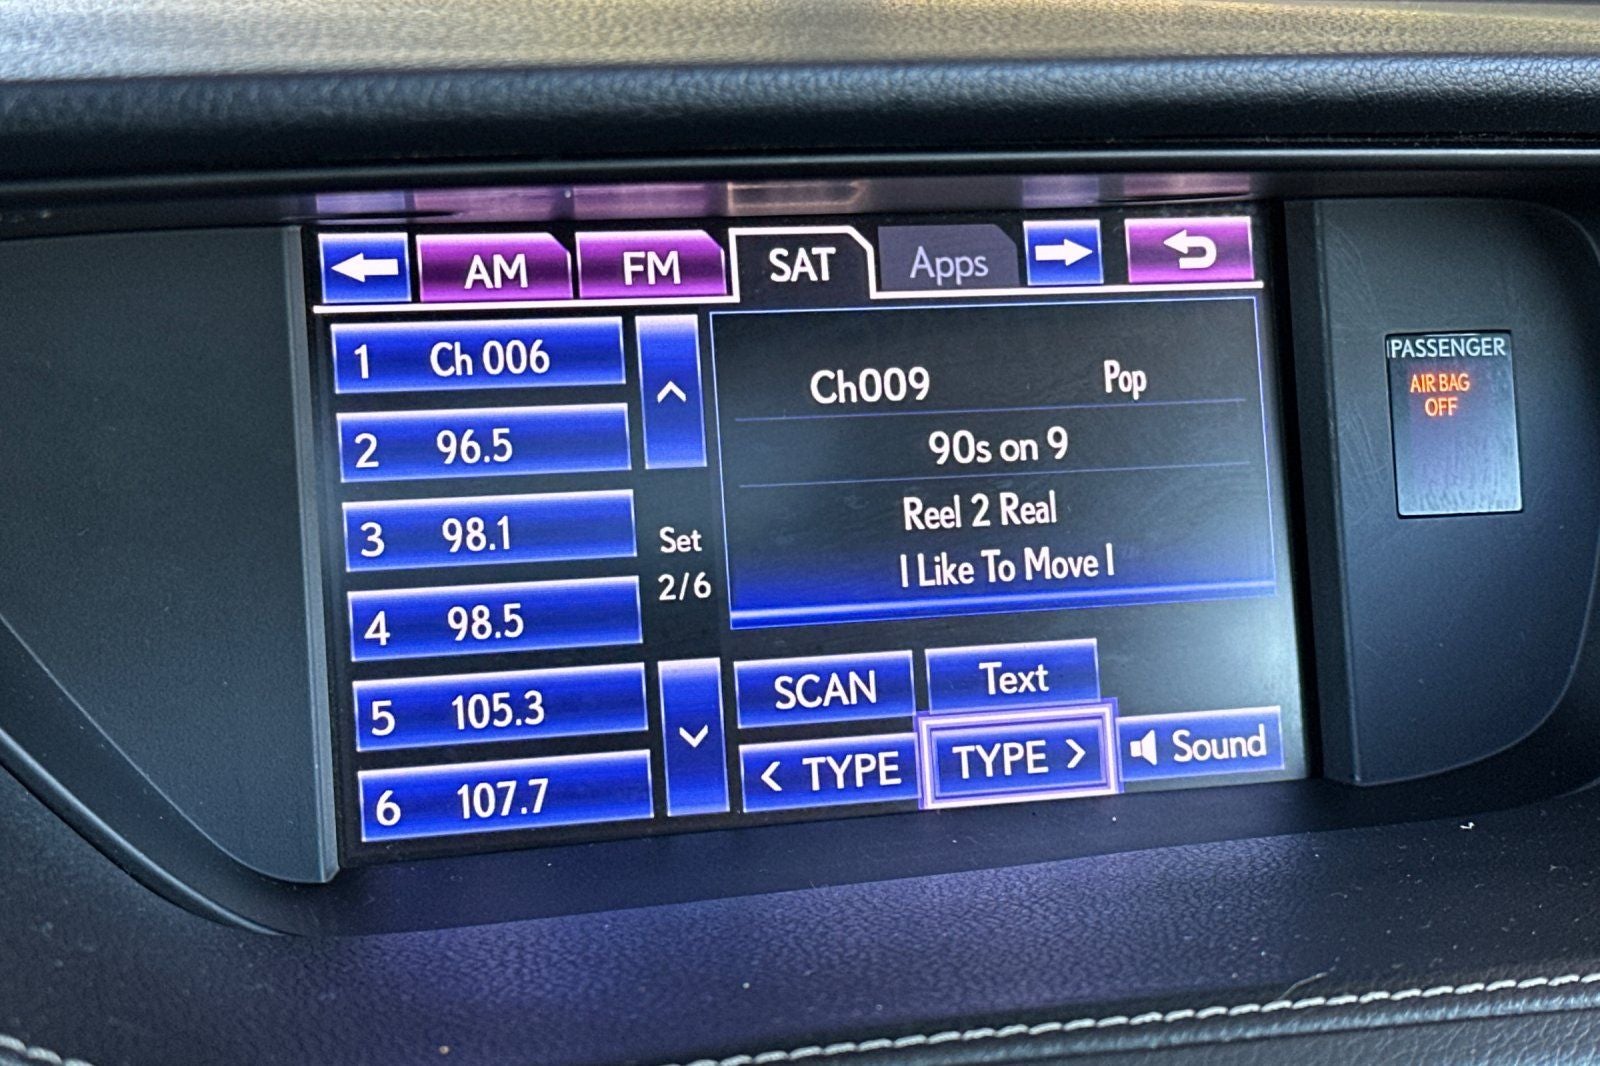 AM FM SAT Apps
1 Ch 006
2 96.5
3 98.1
4 98.5
5 105.3
6 107.7
Set
2/6
Ch009 Pop
90s on 9
Reel 2 Real
I Like To Move I
SCAN Text
< TYPE TYPE > Sound
PASSENGER
AIR BAG
OFF